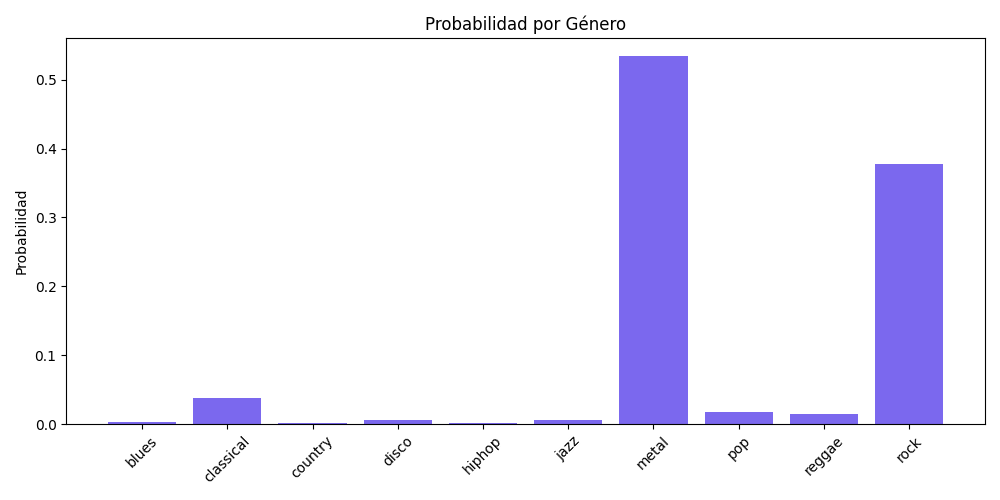 Probabilidad por Género
Probabilidad
0.5
0.4
0.3
0.2
0.1
0.0
blues
classical
country
disco
hiphop
jazz
metal
pop
reggae
rock